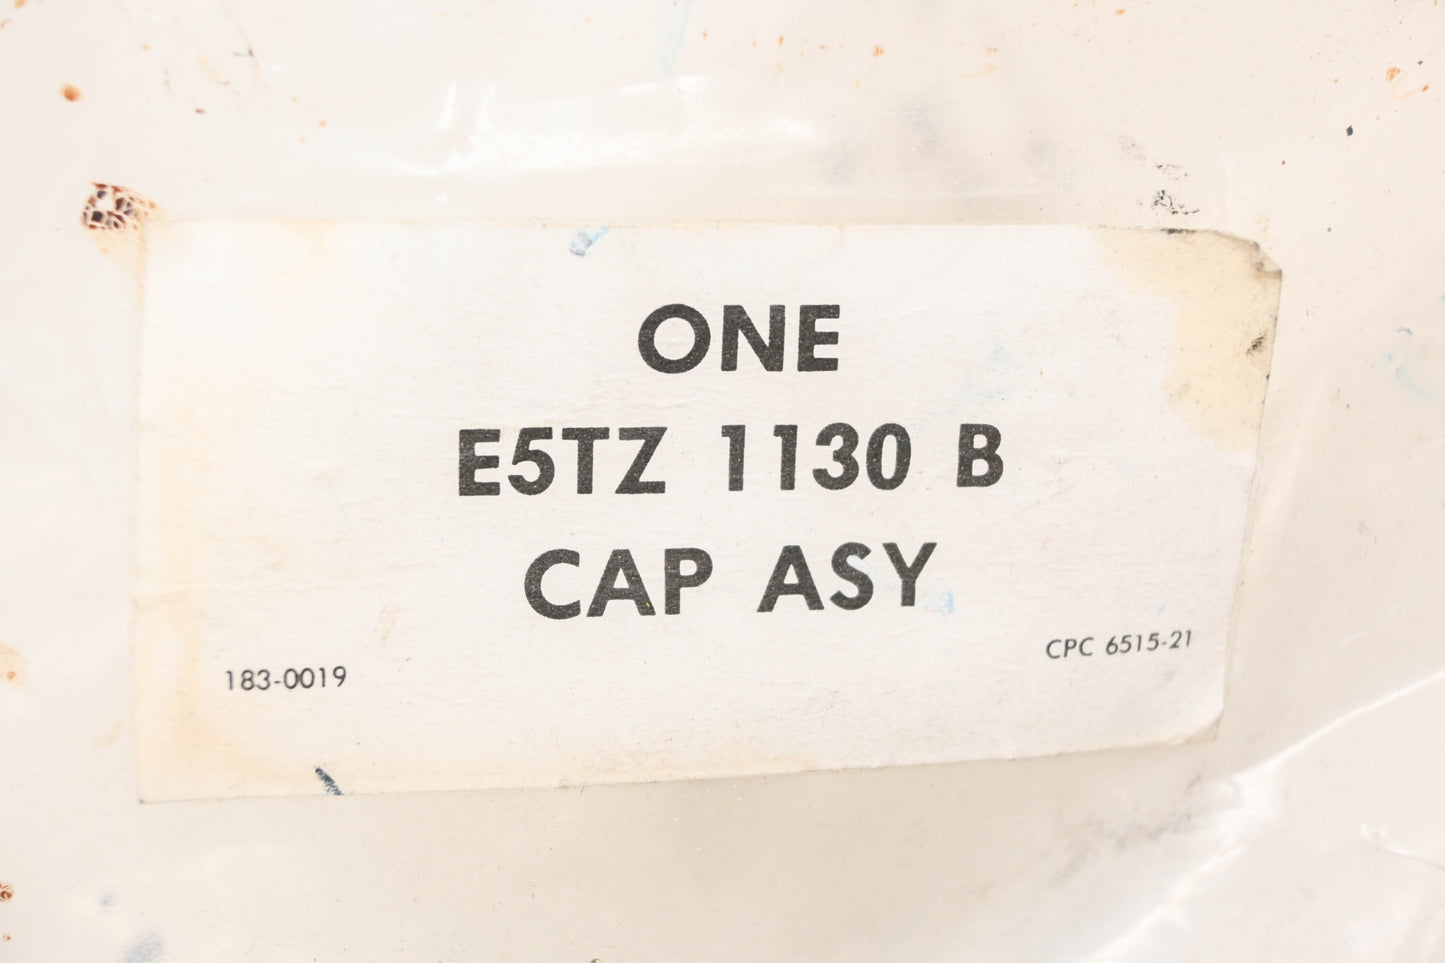 ONE
E5TZ 1130 B
CAP ASY
183-0019
CPC 6515-21